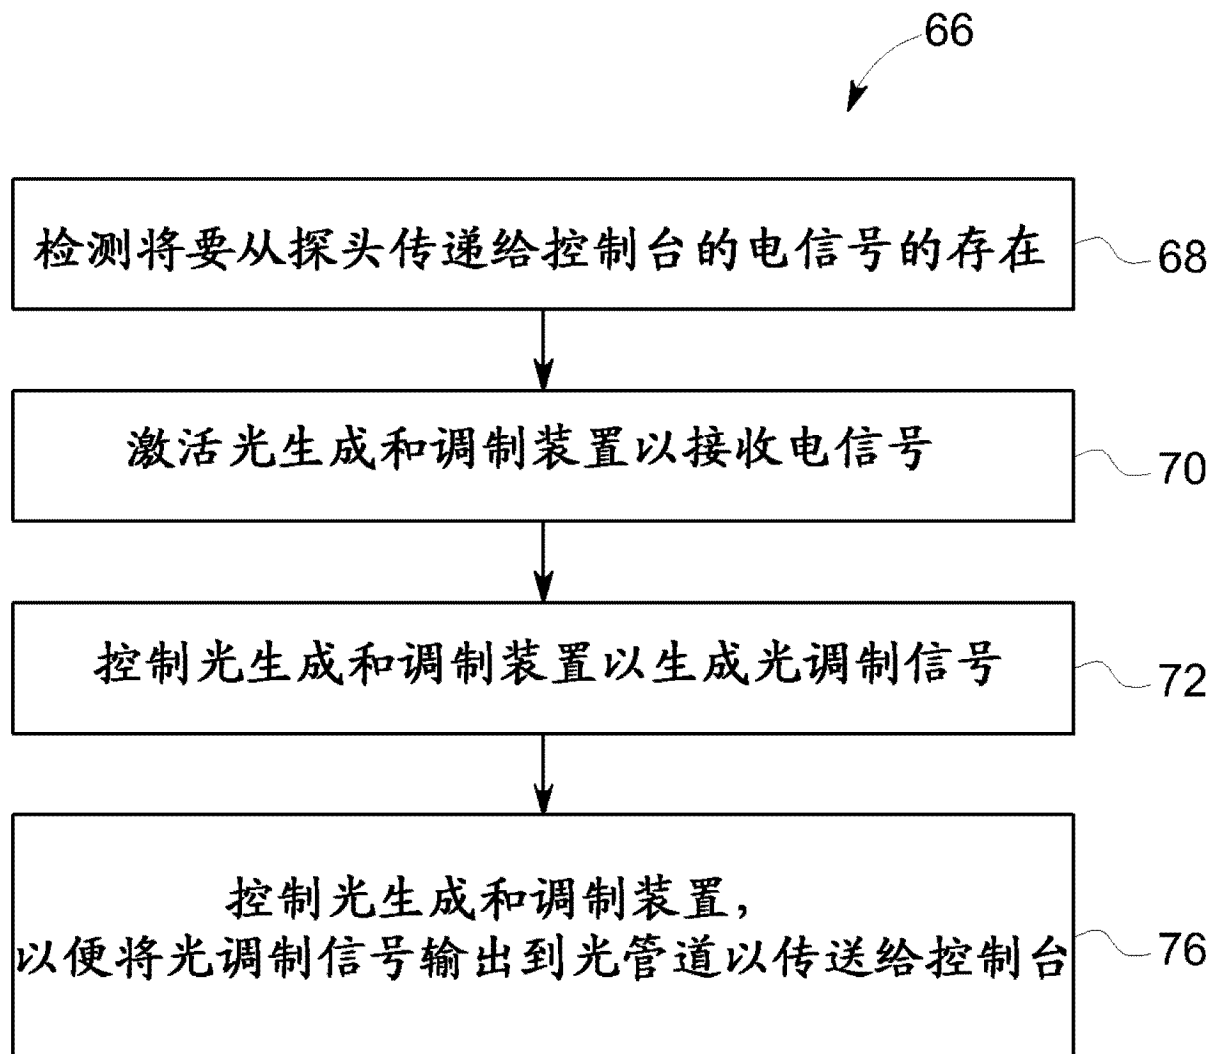 66
检测将要从探头传递给控制台的电信号的存在
68
激活光生成和调制装置以接收电信号
70
控制光生成和调制装置以生成光调制信号
72
控制光生成和调制装置，
以便将光调制信号输出到光管道以传送给控制台
76